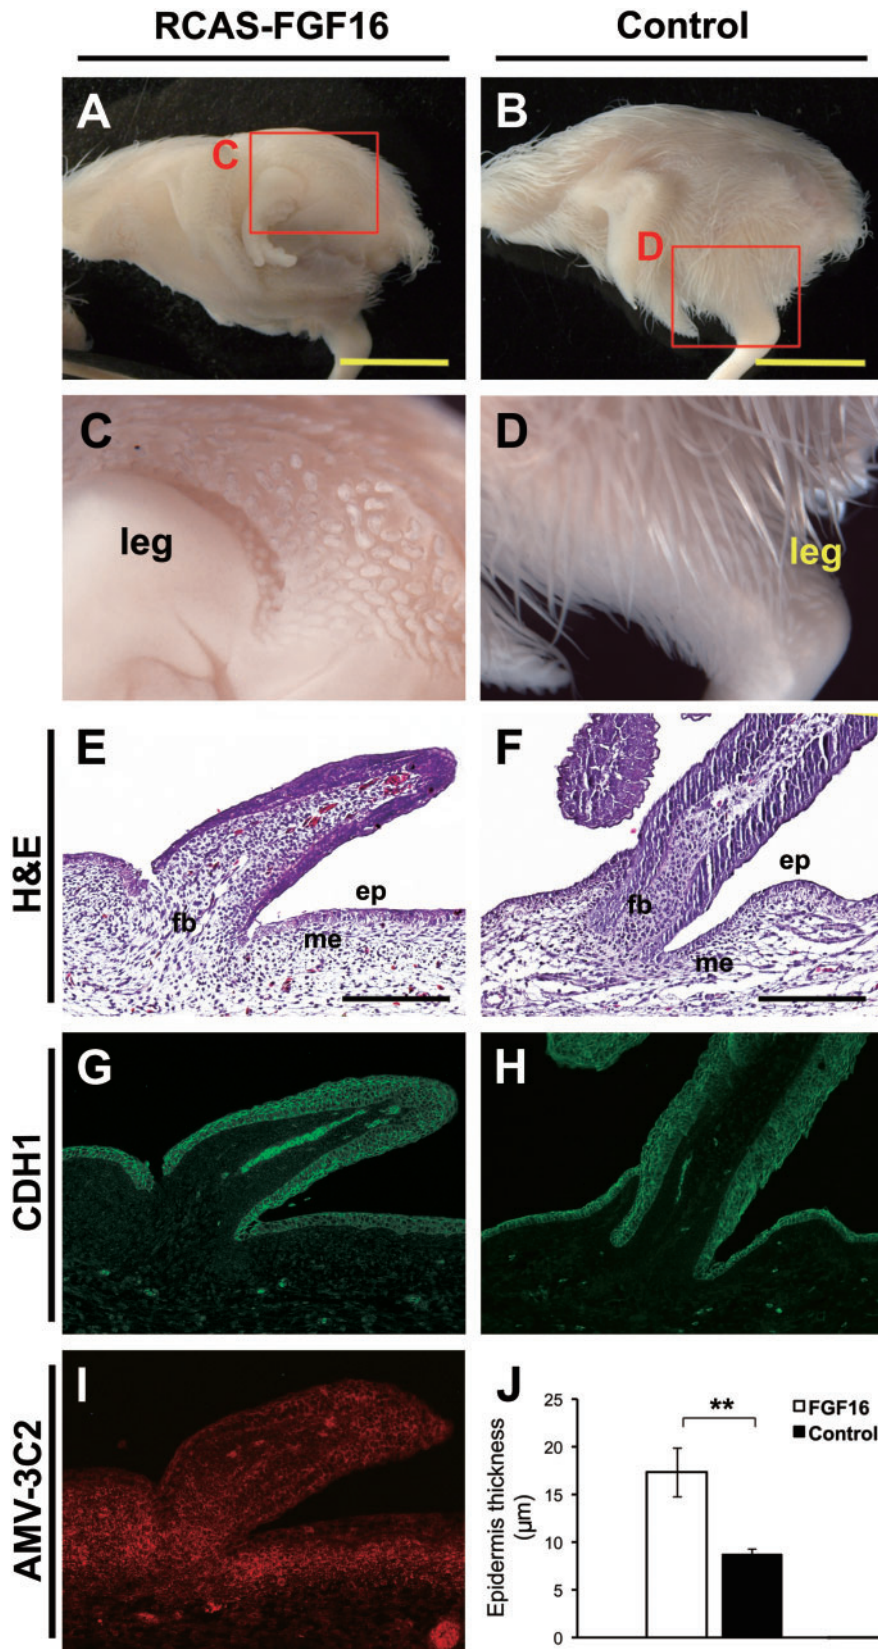 RCAS-FGF16 Control
A B
C
D
C D
leg leg
H&E
E F
ep ep
fb fb
me me
CDH1
G H
AMV-3C2
I J
25
20
15
10
5
0
Epidermis thickness
(μm)
**
FGF16
Control